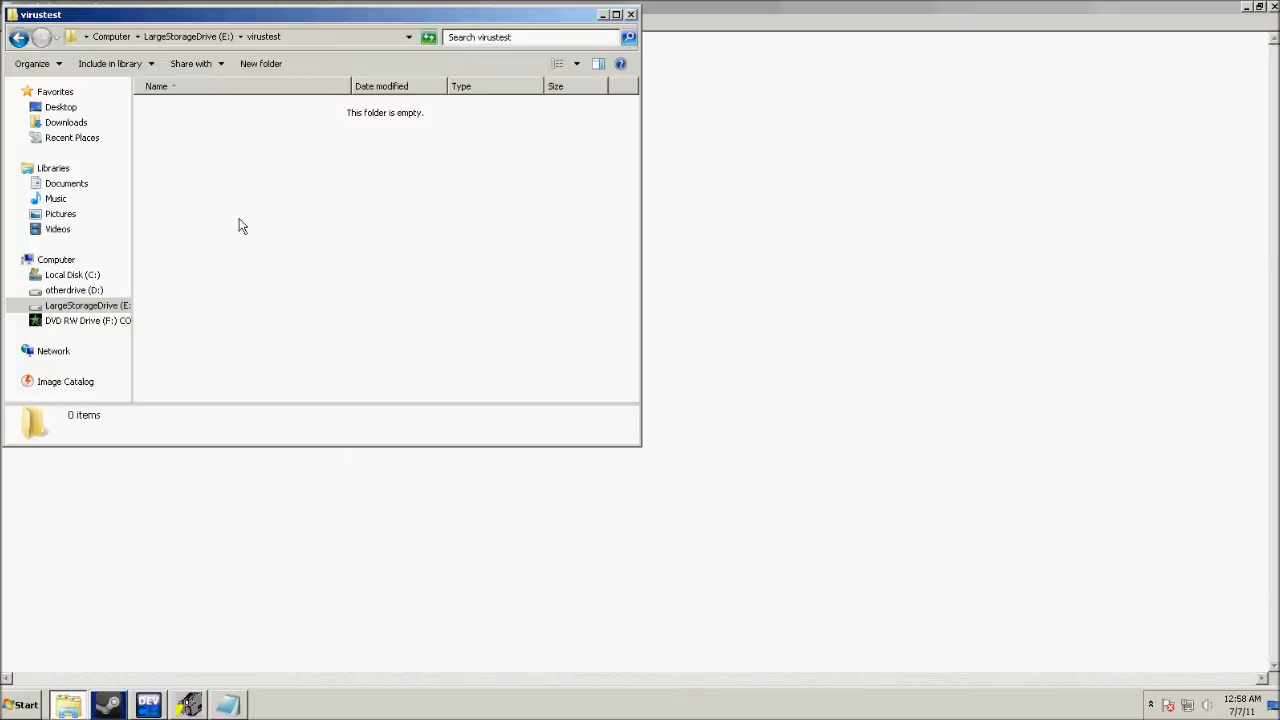 virustest
Computer LargeStorageDrive (E:) virustest
Search virustest
Organize Include in library Share with New folder
Name Date modified Type Size
This folder is empty.
Favorites
Desktop
Downloads
Recent Places
Libraries
Documents
Music
Pictures
Videos
Computer
Local Disk (C:)
otherdrive (D:)
LargeStorageDrive (E:
DVD RW Drive (F:) CO
Network
Image Catalog
0 items
Start
DEV
12:58 AM
7/7/11